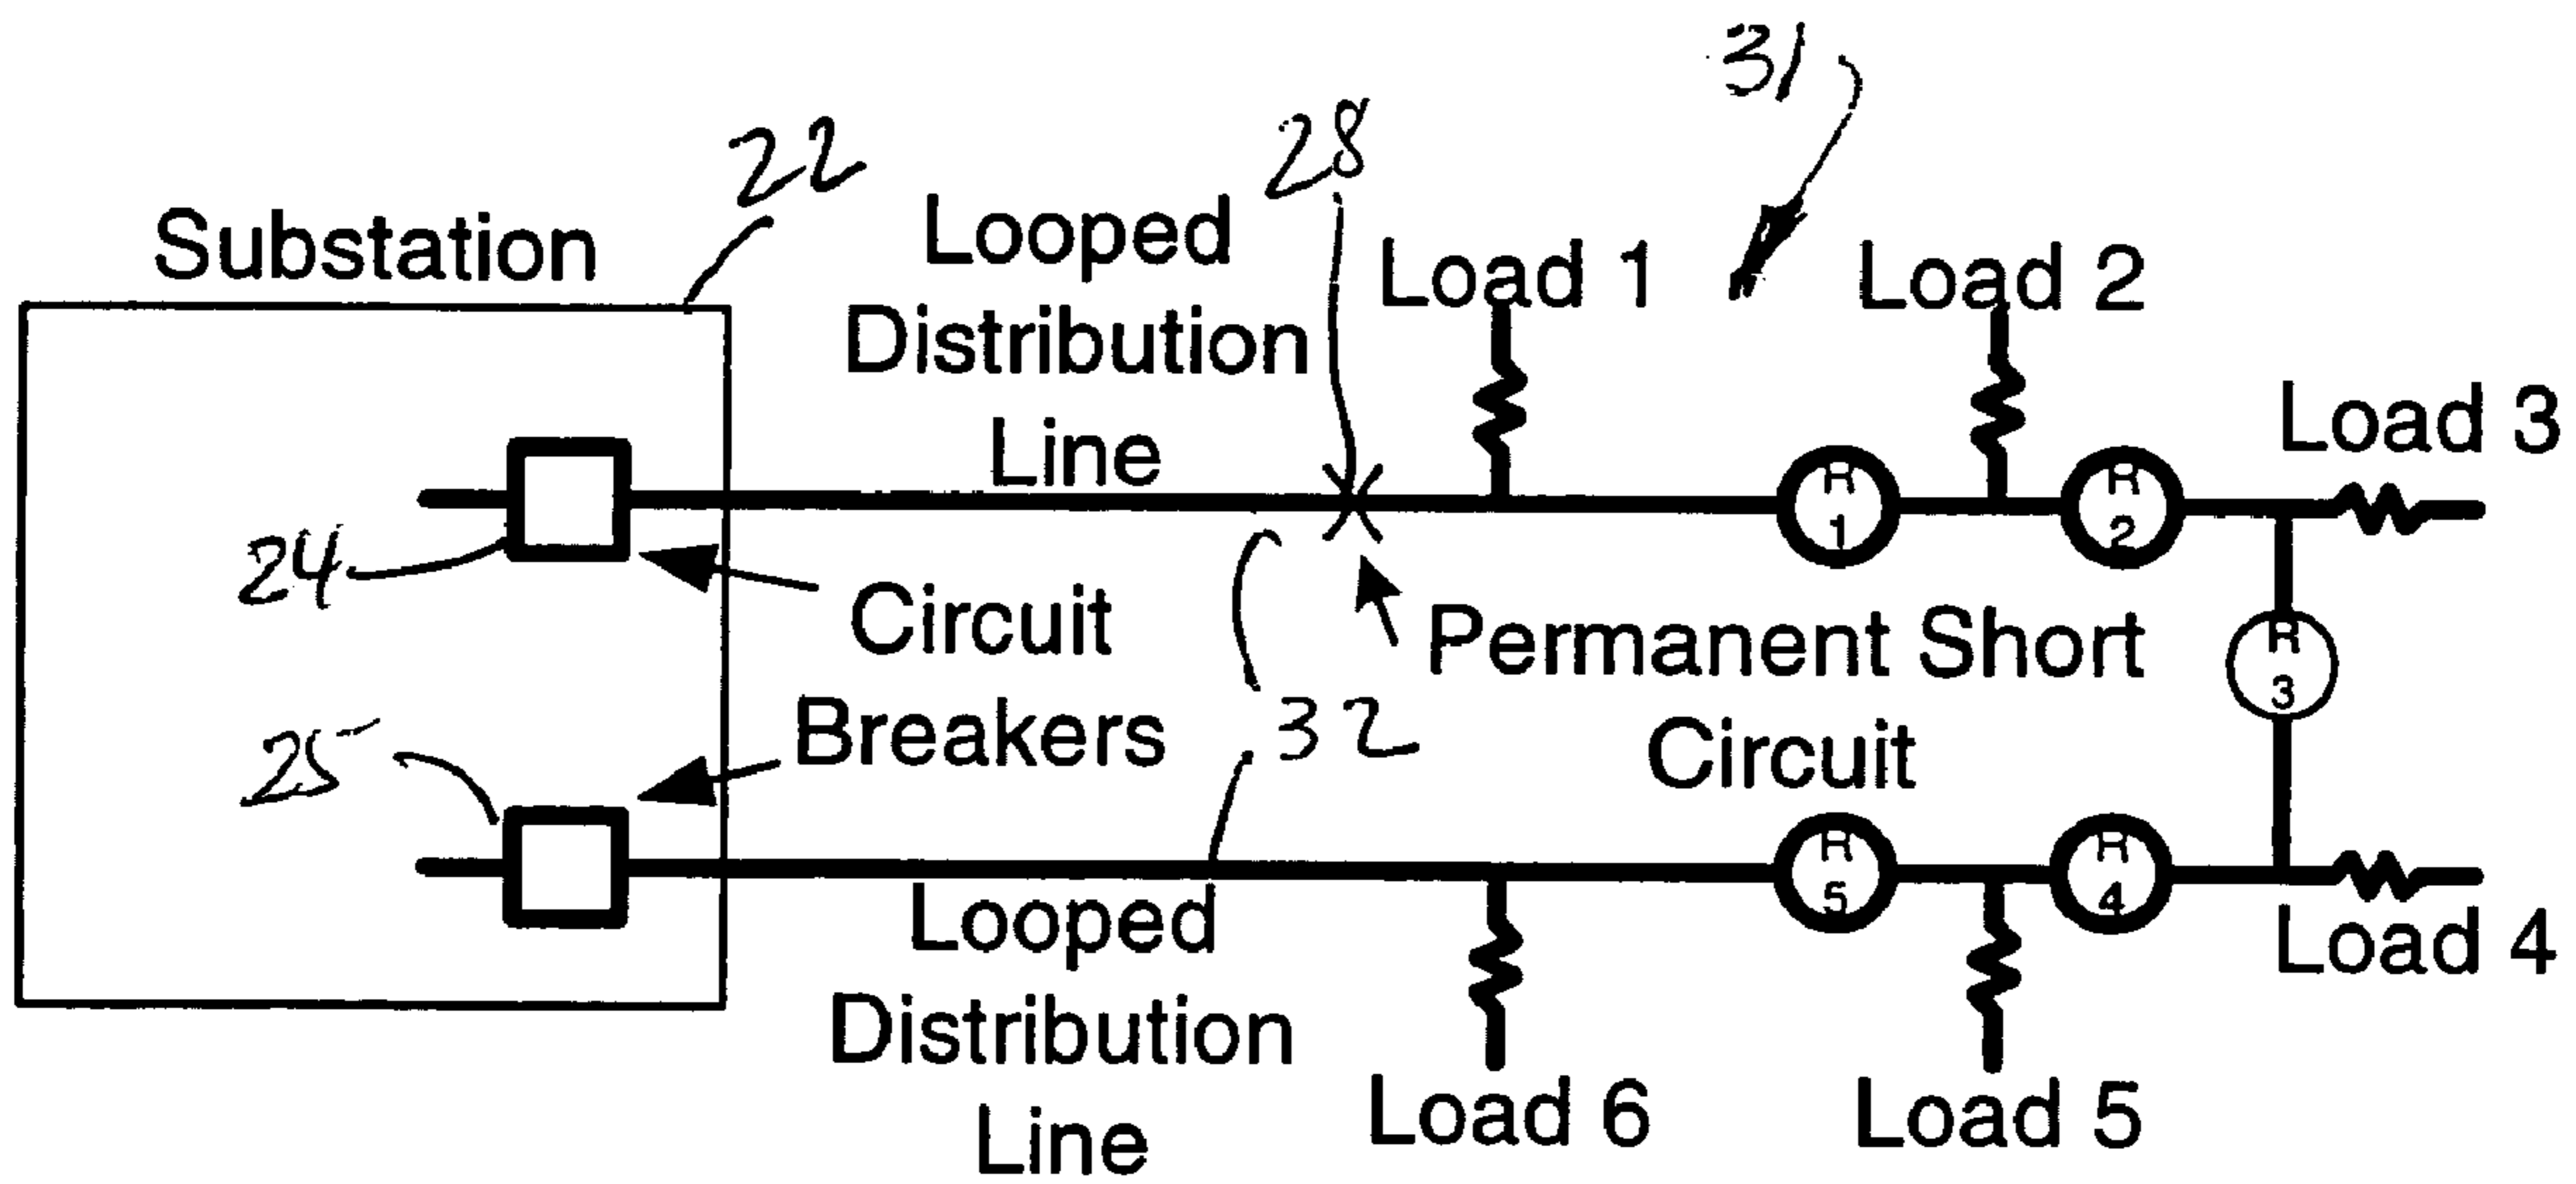 31
22
28
Substation
Looped
Distribution
Line
Load 1
Load 2
Load 3
R
1
R
2
24
Circuit
Breakers
Permanent Short
Circuit
R
3
25
32
R
5
R
4
Looped
Distribution
Line
Load 6
Load 5
Load 4